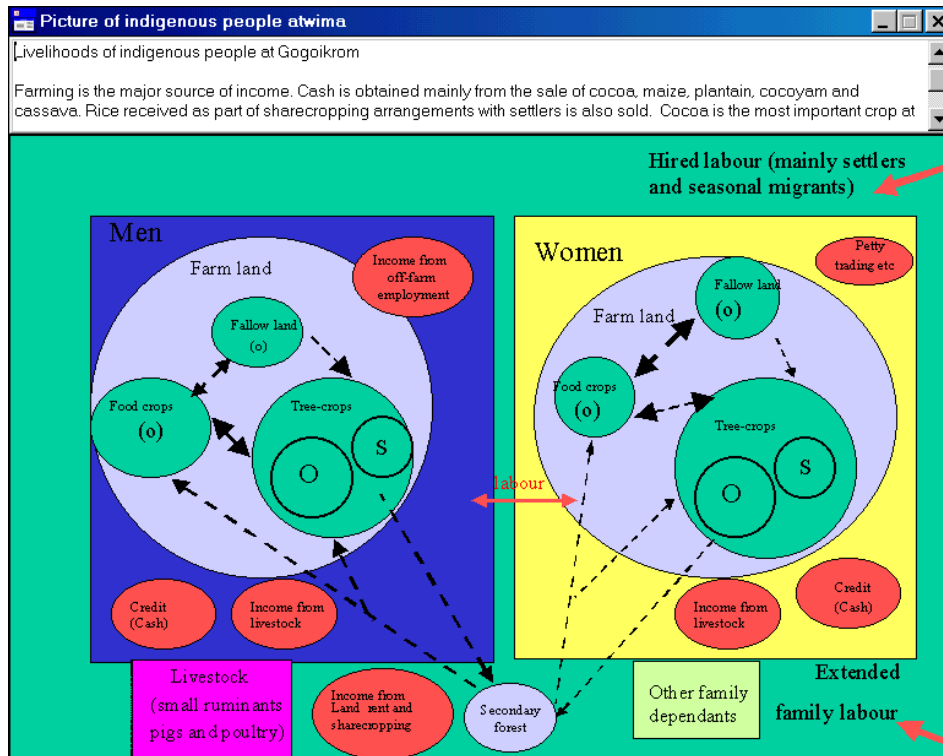 Picture of indigenous people atwima
Livelihoods of indigenous people at Gogoikrom
Farming is the major source of income. Cash is obtained mainly from the sale of cocoa, maize, plantain, cocoyam and
cassava. Rice received as part of sharecropping arrangements with settlers is also sold.  Cocoa is the most important crop at
Hired labour (mainly settlers
and seasonal migrants)
Men
Farm land
Income from
off-farm
employment
Fallow land
(o)
Food crops
(o)
Tree-crops
O
S
Credit
(Cash)
Income from
livestock
labour
Women
Petty
trading etc
Farm land
Fallow land
(o)
Food crops
(o)
Tree-crops
O
S
Income from
livestock
Credit
(Cash)
Livestock
(small ruminants
pigs and poultry)
Income from
Land rent and
sharecropping
Secondary
forest
Other family
dependants
Extended
family labour